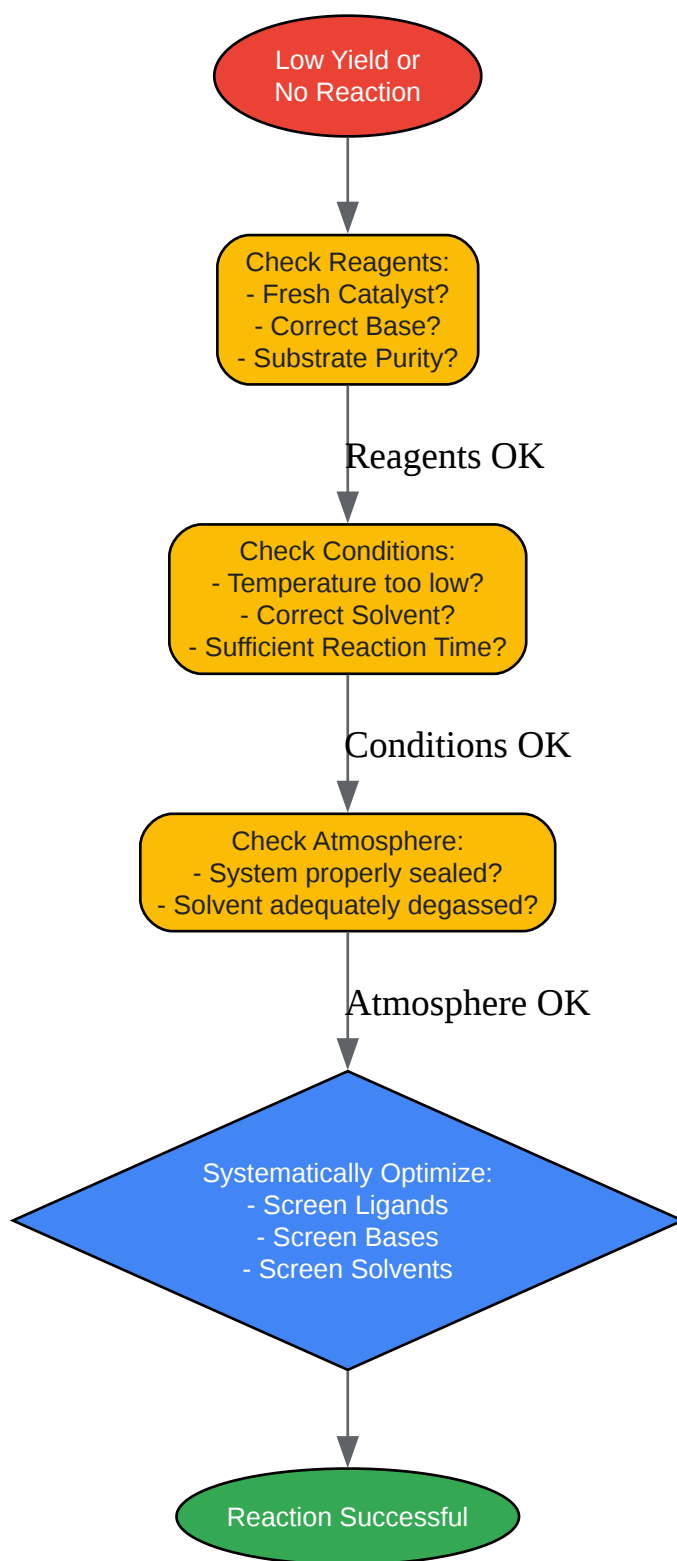 Low Yield or
No Reaction
Check Reagents:
- Fresh Catalyst?
- Correct Base?
- Substrate Purity?
Reagents OK
Check Conditions:
- Temperature too low?
- Correct Solvent?
- Sufficient Reaction Time?
Conditions OK
Check Atmosphere:
- System properly sealed?
- Solvent adequately degassed?
Atmosphere OK
Systematically Optimize:
- Screen Ligands
- Screen Bases
- Screen Solvents
Reaction Successful